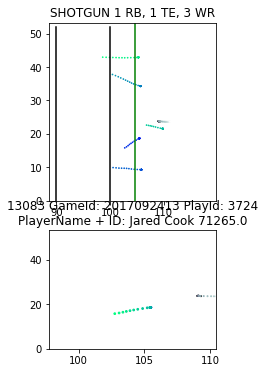 SHOTGUN 1 RB, 1 TE, 3 WR
50
40
30
20
10
0
90 100 110
13083 GameId: 2017092413 PlayId: 3724
PlayerName + ID: Jared Cook 71265.0
40
20
0
100 105 110